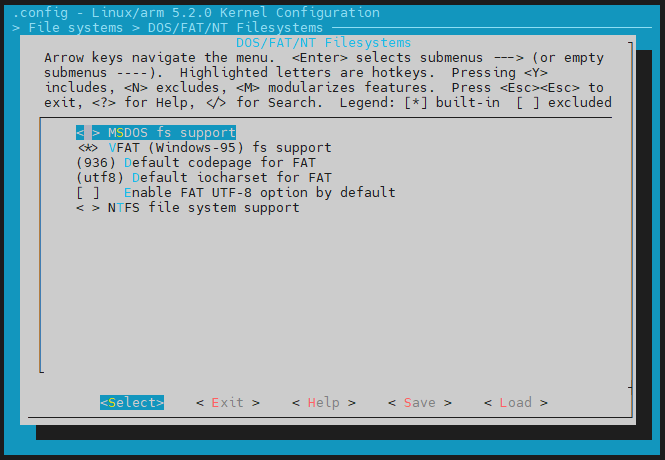 .config - Linux/arm 5.2.0 Kernel Configuration
> File systems > DOS/FAT/NT Filesystems
DOS/FAT/NT Filesystems
Arrow keys navigate the menu.  <Enter> selects submenus ---> (or empty
submenus ----).  Highlighted letters are hotkeys.  Pressing <Y>
includes, <N> excludes, <M> modularizes features.  Press <Esc><Esc> to
exit, <?> for Help, </> for Search.  Legend: [*] built-in  [ ] excluded
< > MSDOS fs support
<*> VFAT (Windows-95) fs support
(936) Default codepage for FAT
(utf8) Default iocharset for FAT
[ ]   Enable FAT UTF-8 option by default
< > NTFS file system support
<Select>    < Exit >    < Help >    < Save >    < Load >